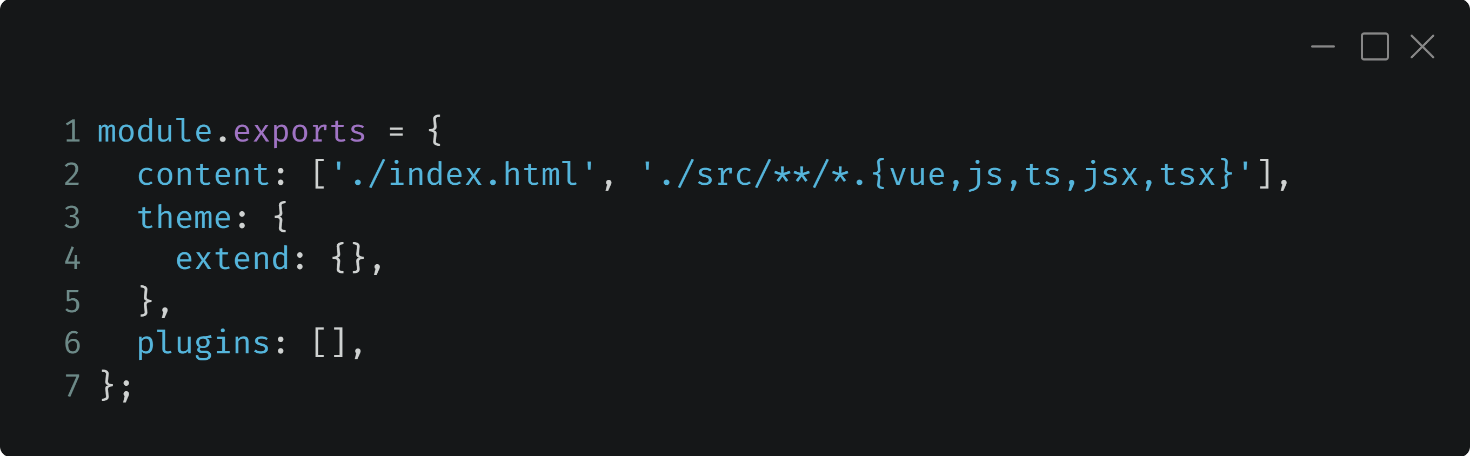 1 module.exports = {
2   content: ['./index.html', './src/**/*.{vue,js,ts,jsx,tsx}'],
3   theme: {
4     extend: {},
5   },
6   plugins: [],
7 };